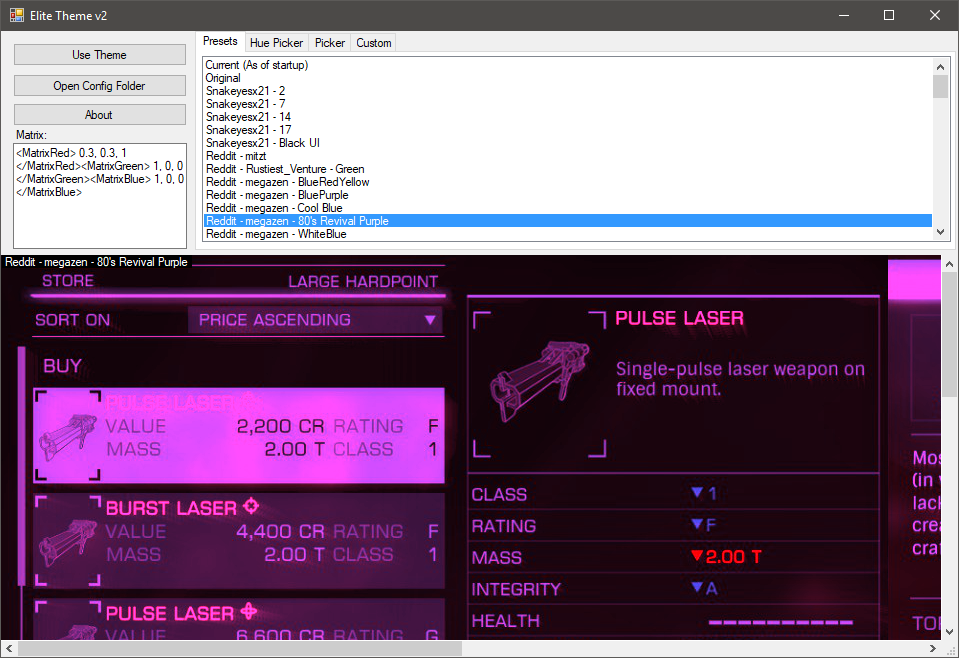 Elite Theme v2
Use Theme
Open Config Folder
About
Matrix:
<MatrixRed> 0.3, 0.3, 1
</MatrixRed><MatrixGreen> 1, 0, 0
</MatrixGreen><MatrixBlue> 1, 0, 0
</MatrixBlue>
Presets Hue Picker Picker Custom
Current (As of startup)
Original
Snakeyesx21 - 2
Snakeyesx21 - 7
Snakeyesx21 - 14
Snakeyesx21 - 17
Snakeyesx21 - Black UI
Reddit - mitzt
Reddit - Rustiest_Venture - Green
Reddit - megazen - BlueRedYellow
Reddit - megazen - BluePurple
Reddit - megazen - Cool Blue
Reddit - megazen - 80's Revival Purple
Reddit - megazen - WhiteBlue
Reddit - megazen - 80's Revival Purple
STORE LARGE HARDPOINT
SORT ON PRICE ASCENDING
BUY
PULSE LASER
VALUE 2,200 CR RATING F
MASS 2.00 T CLASS 1
BURST LASER
VALUE 4,400 CR RATING F
MASS 2.00 T CLASS 1
PULSE LASER
VALUE 6,600 CR RATING G
PULSE LASER
Single-pulse laser weapon on
fixed mount.
CLASS 1
RATING F
MASS 2.00 T
INTEGRITY A
HEALTH
(in